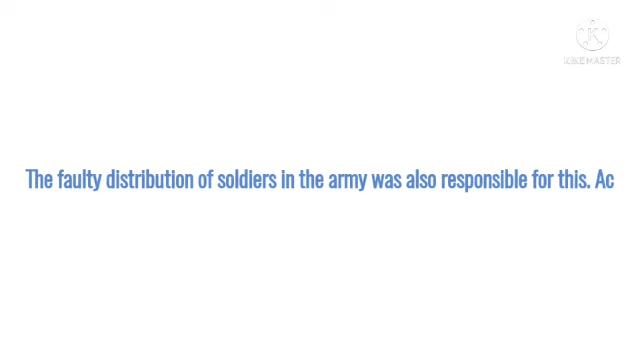 KINEMASTER
The faulty distribution of soldiers in the army was also responsible for this. Ac